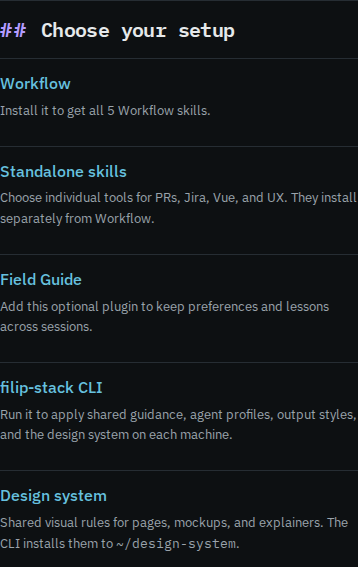 ## Choose your setup
Workflow
Install it to get all 5 Workflow skills.
Standalone skills
Choose individual tools for PRs, Jira, Vue, and UX. They install
separately from Workflow.
Field Guide
Add this optional plugin to keep preferences and lessons
across sessions.
filip-stack CLI
Run it to apply shared guidance, agent profiles, output styles,
and the design system on each machine.
Design system
Shared visual rules for pages, mockups, and explainers. The
CLI installs them to ~/design-system.